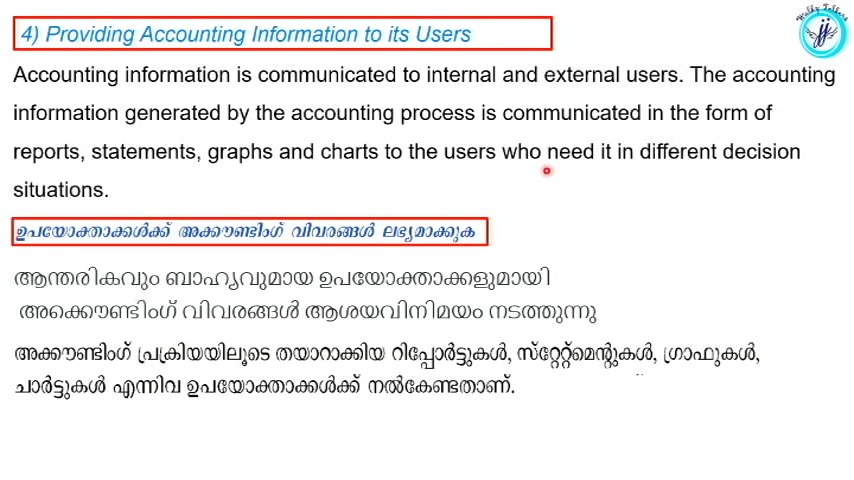 Walky Talkers
jj
4) Providing Accounting Information to its Users
Accounting information is communicated to internal and external users. The accounting
information generated by the accounting process is communicated in the form of
reports, statements, graphs and charts to the users who need it in different decision
situations.
ഉപയോക്താക്കൾക്ക് അക്കൗണ്ടിംഗ് വിവരങ്ങൾ ലഭ്യമാക്കുക
ആന്തരികവും ബാഹ്യവുമായ ഉപയോക്താക്കളുമായി
അക്കൌണ്ടിംഗ് വിവരങ്ങൾ ആശയവിനിമയം നടത്തുന്നു
അക്കൗണ്ടിംഗ് പ്രക്രിയയിലൂടെ തയാറാക്കിയ റിപ്പോർട്ടുകൾ, സ്റ്റേറ്റ്മെന്റുകൾ, ഗ്രാഫുകൾ,
ചാർട്ടുകൾ എന്നിവ ഉപയോക്താക്കൾക്ക് നൽകേണ്ടതാണ്.